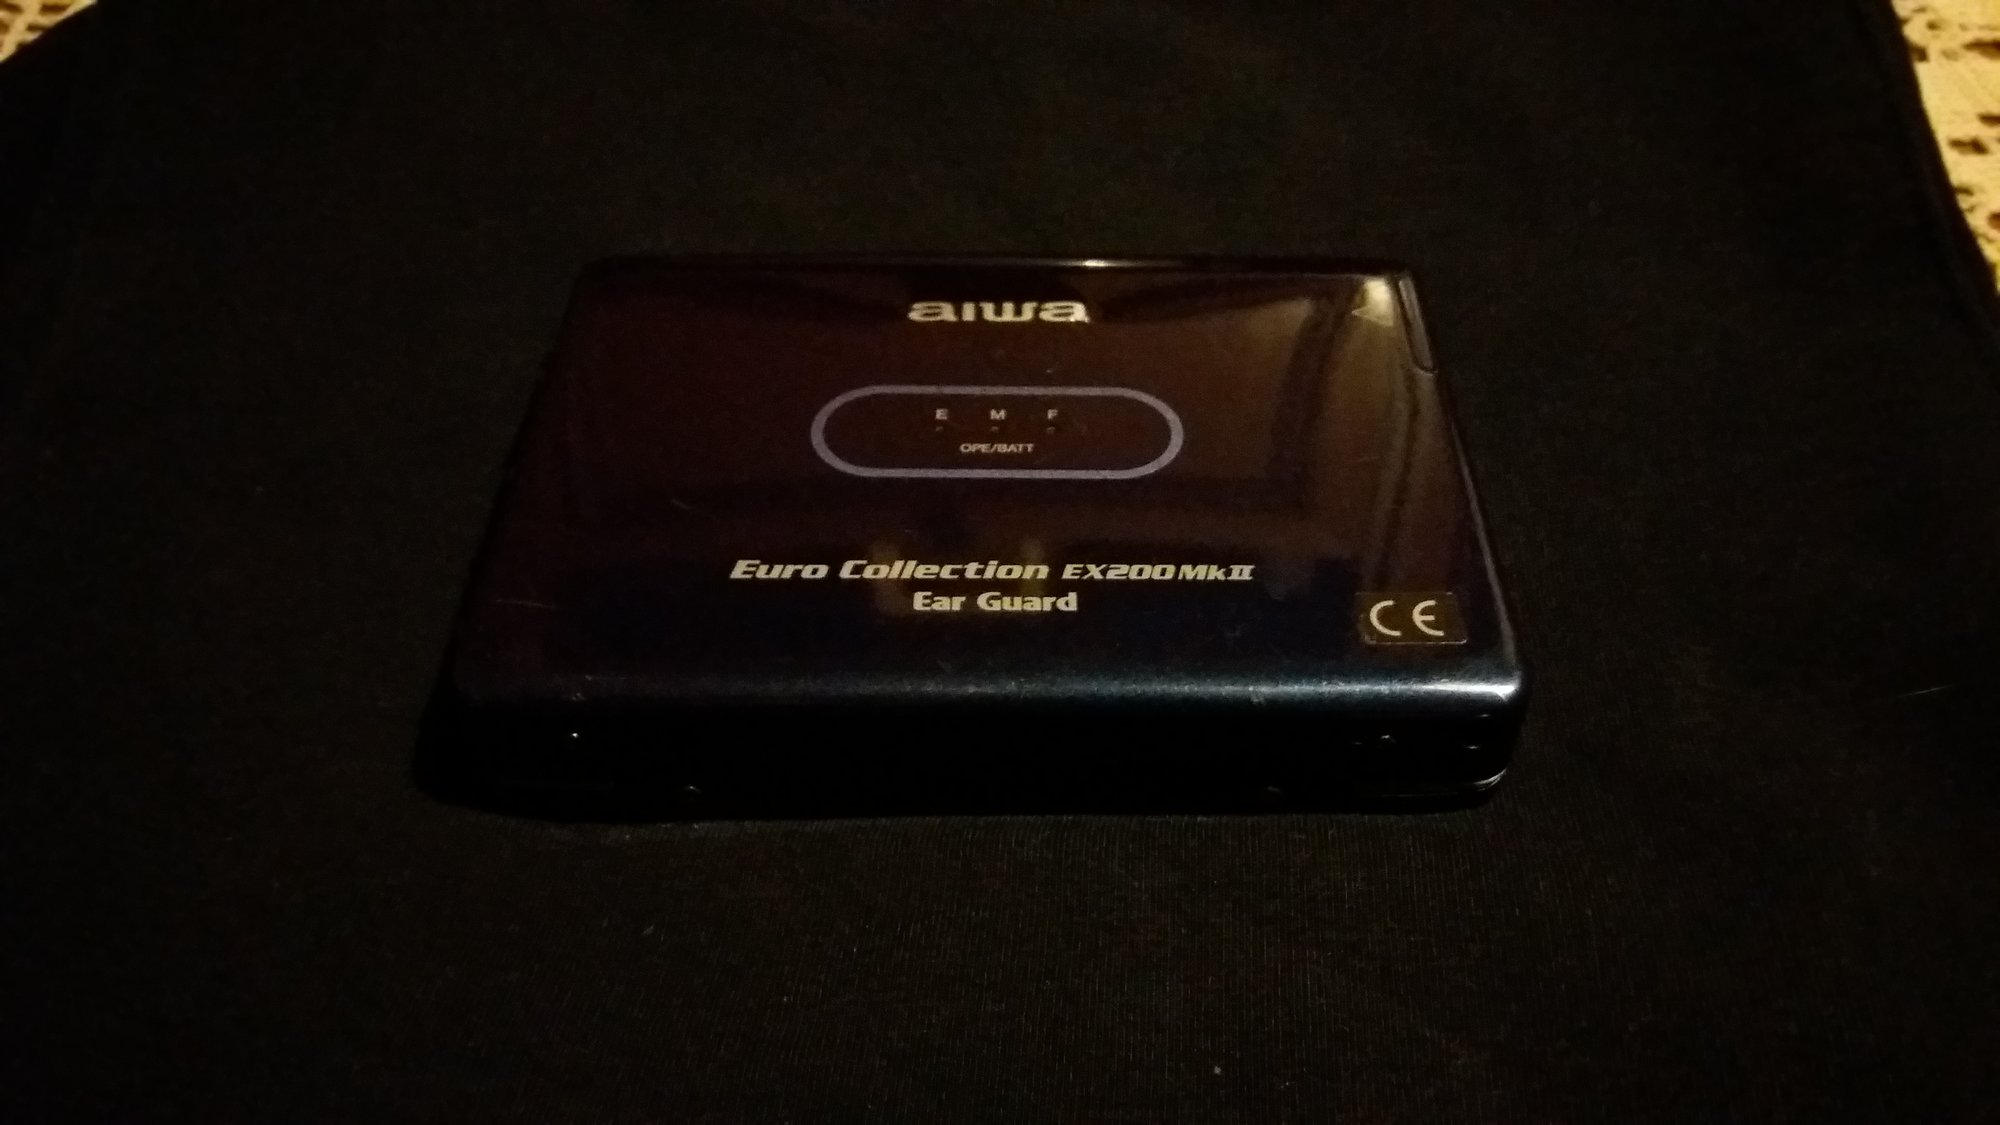 aiwa
E M F
OPE/BATT
Euro Collection EX200MkII
Ear Guard
CE